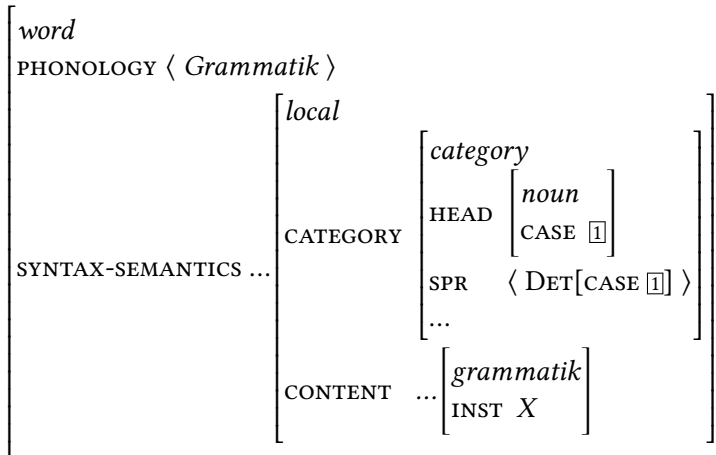 word
PHONOLOGY ⟨ Grammatik ⟩
local
category
noun
HEAD
CASE 1
CATEGORY
SYNTAX-SEMANTICS ...
SPR ⟨ DET[CASE 1] ⟩
...
grammatik
CONTENT ...
INST X